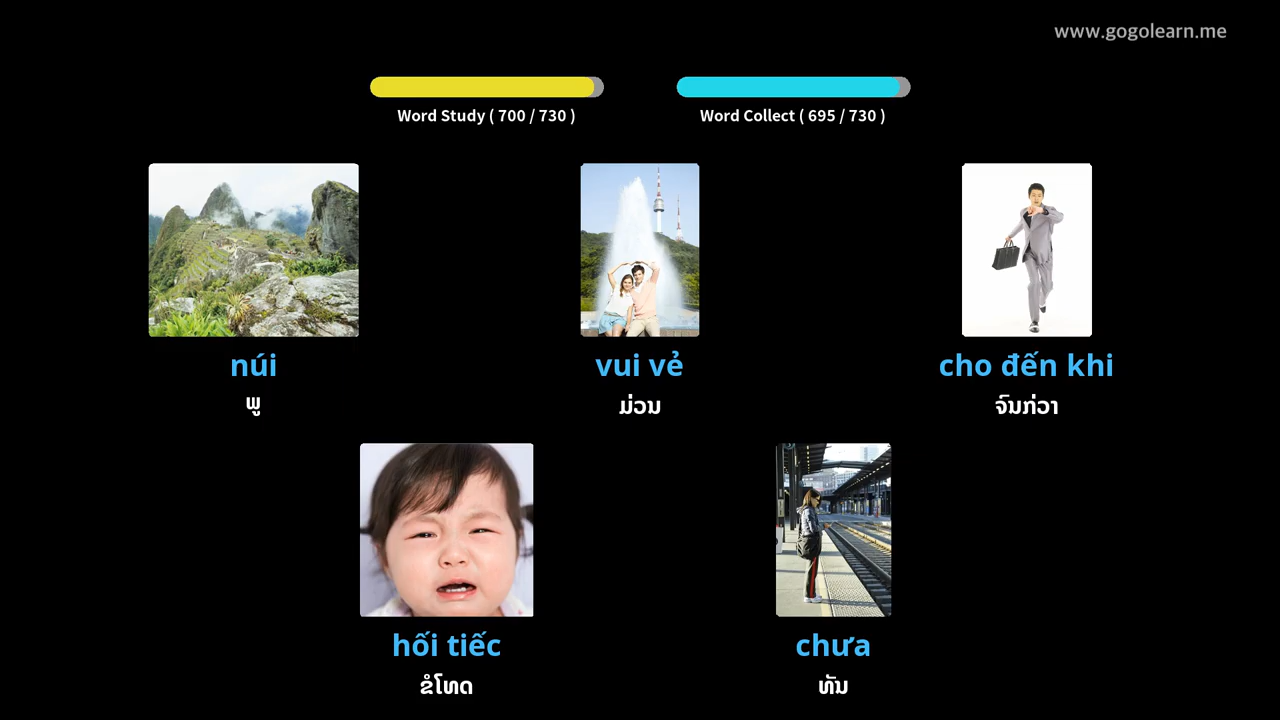 www.gogolearn.me
Word Study ( 700 / 730 )
Word Collect ( 695 / 730 )
núi
ພູ
vui vẻ
ມ່ວນ
cho đến khi
ຈົນກ່ວາ
hối tiếc
ຂໍໂທດ
chưa
ທັນ